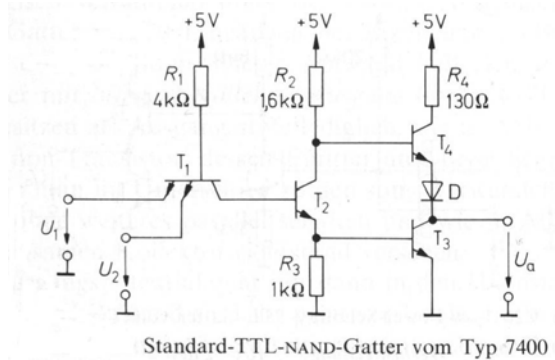 +5V +5V +5V
R1 4kΩ
R2 1,6kΩ
R4 130Ω
T1
T4
T2
D
U1
U2
T3
R3 1kΩ
Ua
Standard-TTL-NAND-Gatter vom Typ 7400